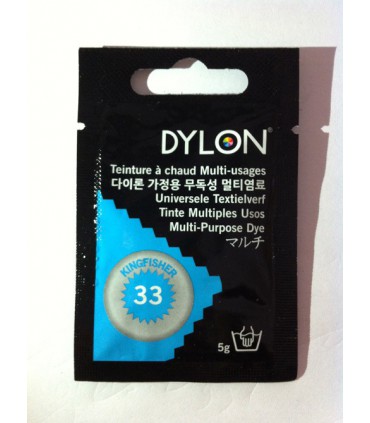 DYLON
Teinture à chaud Multi-usages
다이론 가정용 무독성 멀티염료
Universele Textielverf
Tinte Multiples Usos
Multi-Purpose Dye
マルチ
KINGFISHER
33
5g